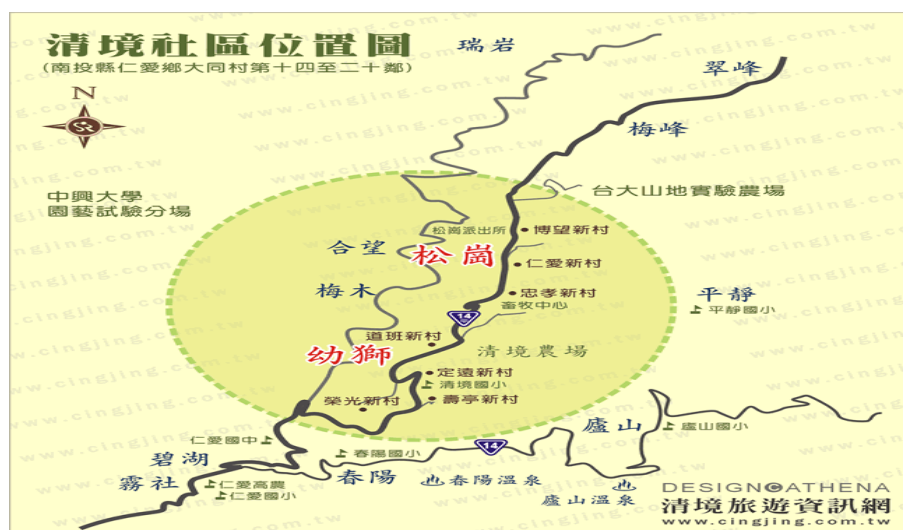 清境社區位置圖
(南投縣仁愛鄉大同村第十四至二十鄰)
N
SR
瑞岩
翠峰
梅峰
中興大學
園藝試驗分場
台大山地實驗農場
松崗派出所
博望新村
合望
松崗
仁愛新村
梅木
忠孝新村
畜牧中心
平靜
平靜國小
14
道班新村
幼獅
清境農場
定遠新村
清境國小
榮光新村
壽亭新村
仁愛國中
廬山
廬山國小
碧湖
14
春陽國小
霧社
春陽
春陽溫泉
仁愛高農
仁愛國小
廬山溫泉
DESIGN@ATHENA
清境旅遊資訊網
www.cingjing.com.tw